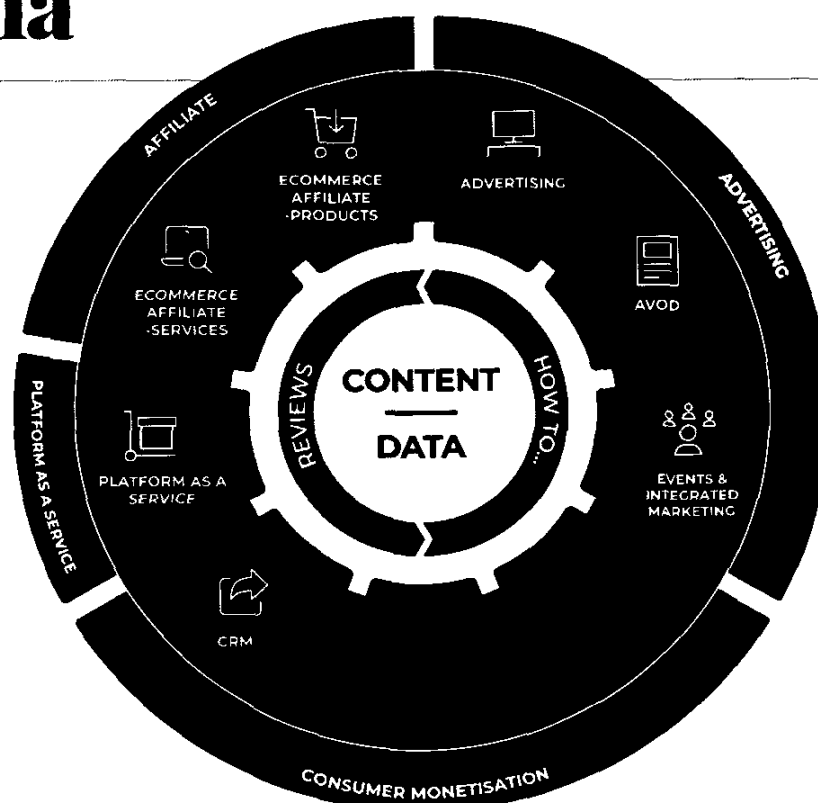 AFFILIATE
ADVERTISING
ECOMMERCE
AFFILIATE
-PRODUCTS
ADVERTISING
ECOMMERCE
AFFILIATE
-SERVICES
AVOD
REVIEWS
CONTENT
DATA
HOW TO...
PLATFORM AS A SERVICE
PLATFORM AS A
SERVICE
EVENTS &
INTEGRATED
MARKETING
CRM
CONSUMER MONETISATION